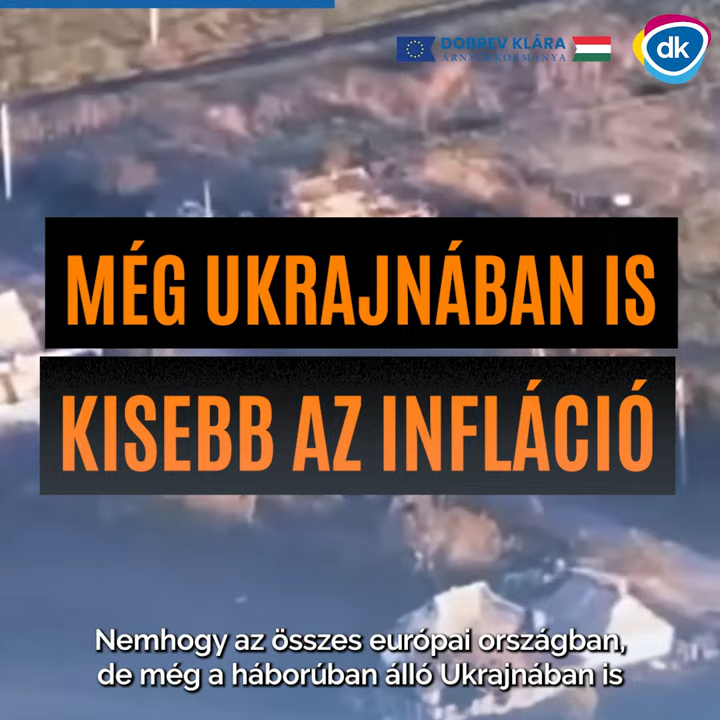 DOBREV KLÁRA
ÁRNYÉKKORMÁNYA
dk
MÉG UKRAJNÁBAN IS
KISEBB AZ INFLÁCIÓ
Nemhogy az összes európai országban,
de még a háborúban álló Ukrajnában is